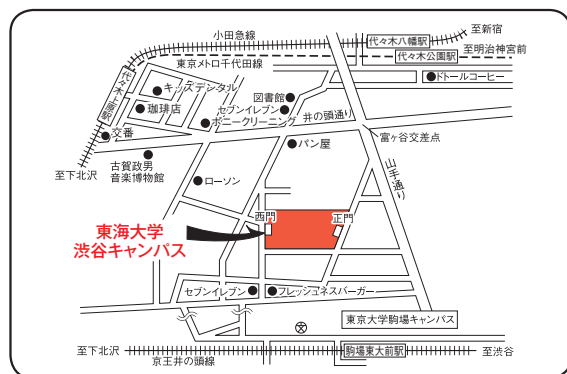 小田急線
代々木八幡駅
至新宿
東京メトロ千代田線
代々木公園駅
至明治神宮前
代々木上原駅
キッズデンタル
ドトールコーヒー
図書館
珈琲店
セブンイレブン
井の頭通り
ポニークリーニング
交番
パン屋
富ヶ谷交差点
古賀政男
音楽博物館
至下北沢
ローソン
山手通り
西門
正門
東海大学
渋谷キャンパス
セブンイレブン
フレッシュネスバーガー
文
東京大学駒場キャンパス
至下北沢
駒場東大前駅
至渋谷
京王井の頭線